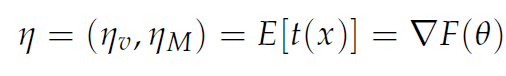 η = (η_v, η_M) = E[t(x)] = ∇F(θ)